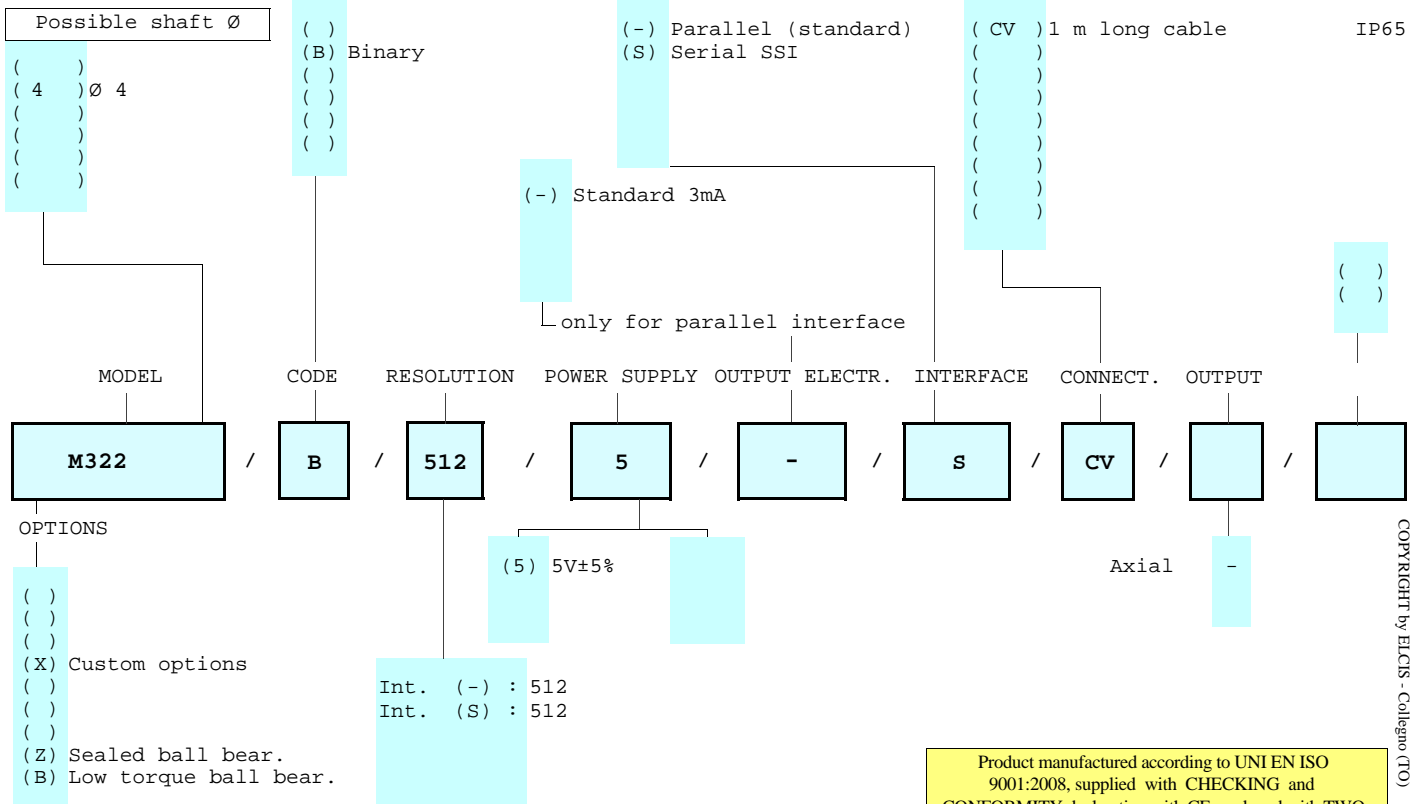 Possible shaft Ø
( )
( 4 ) Ø 4
( )
( )
( )
( )
( )
(B) Binary
( )
( )
( )
( )
(-) Parallel (standard)
(S) Serial SSI
(-) Standard 3mA
only for parallel interface
( CV ) 1 m long cable
( )
( )
( )
( )
( )
( )
( )
( )
IP65
( )
( )
MODEL CODE RESOLUTION POWER SUPPLY OUTPUT ELECTR. INTERFACE CONNECT. OUTPUT
M322 / B / 512 / 5 / - / S / CV / /
OPTIONS
( )
( )
( )
(X) Custom options
( )
( )
( )
(Z) Sealed ball bear.
(B) Low torque ball bear.
Int. (-) : 512
Int. (S) : 512
(5) 5V±5%
Axial -
COPYRIGHT by ELCIS - Collegno (TO)
Product manufactured according to UNI EN ISO
9001:2008, supplied with CHECKING and